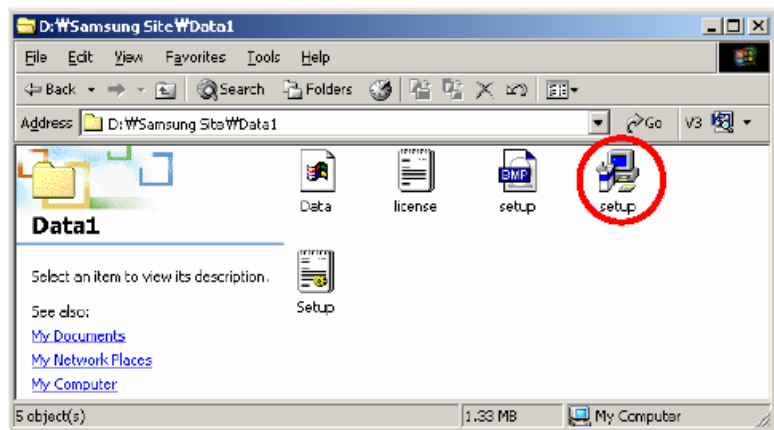 D:₩Samsung Site₩Data1
File Edit View Favorites Tools Help
Back Search Folders
Address D:₩Samsung Site₩Data1 Go V3
Data license setup setup
BMP
Data1
Select an item to view its description.
Setup
See also:
My Documents
My Network Places
My Computer
5 object(s) 1.33 MB My Computer